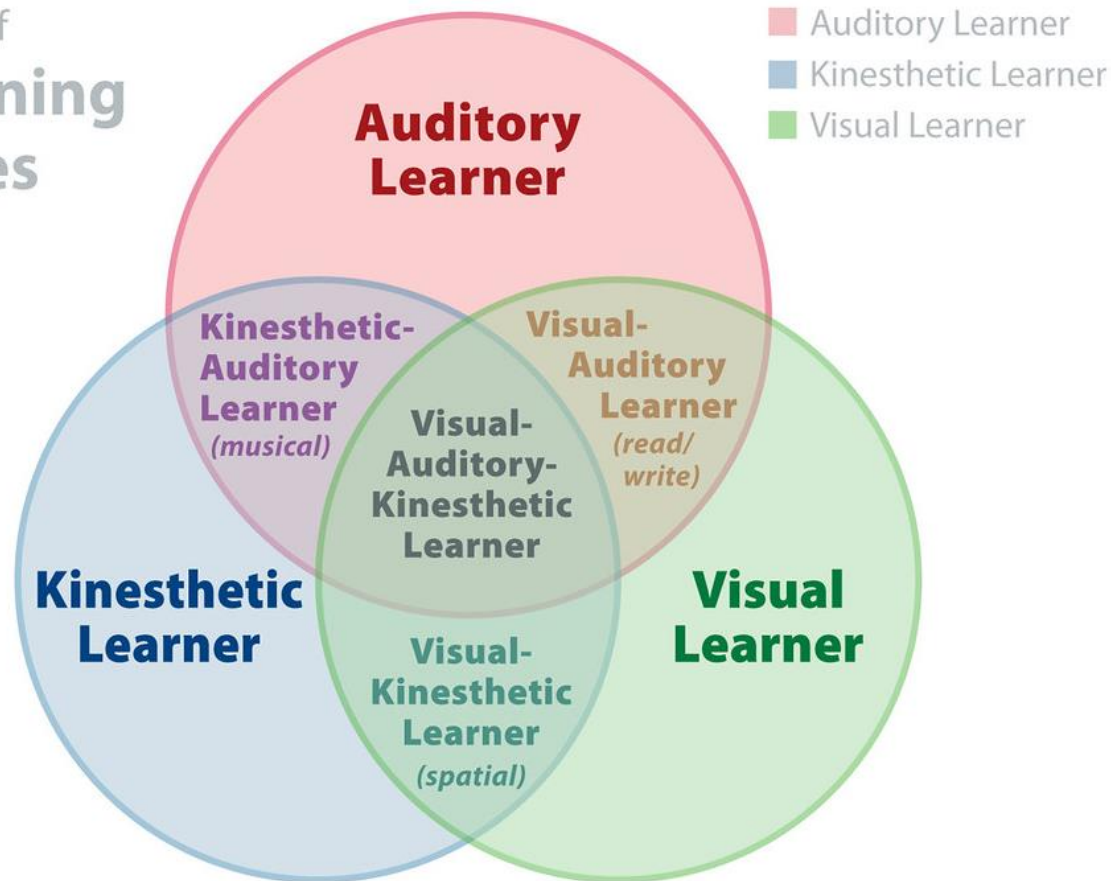 f
ning
es
Auditory Learner
Kinesthetic Learner
Visual Learner
Auditory
Learner
Kinesthetic-
Auditory
Learner
(musical)
Visual-
Auditory
Learner
(read/
write)
Visual-
Auditory-
Kinesthetic
Learner
Kinesthetic
Learner
Visual
Learner
Visual-
Kinesthetic
Learner
(spatial)